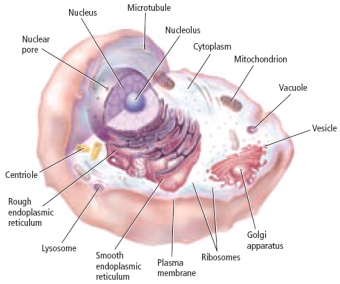 Microtubule
Nucleus
Nucleolus
Nuclear
pore
Cytoplasm
Mitochondrion
Vacuole
Vesicle
Centriole
Rough
endoplasmic
reticulum
Lysosome
Smooth
endoplasmic
reticulum
Plasma
membrane
Ribosomes
Golgi
apparatus